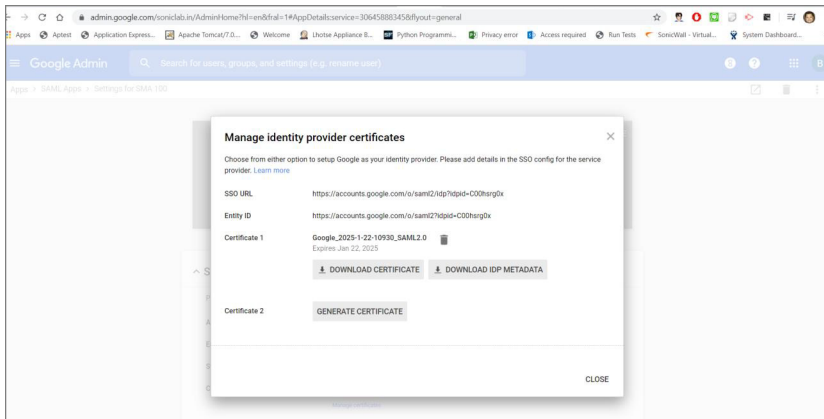 admin.google.com/soniclab.in/AdminHome?hl=en&fral=1#AppDetails:service=30645888345&flyout=general
Apps Aptest Application Express... Apache Tomcat/7.0... Welcome Lhotse Appliance B... Python Programmi... Privacy error Access required Run Tests SonicWall - Virtual... System Dashboard...
Google Admin Search for users, groups, and settings (e.g. rename user)
Apps > SAML Apps > Settings for SMA 100
Manage identity provider certificates
Choose from either option to setup Google as your identity provider. Please add details in the SSO config for the service
provider. Learn more
SSO URL https://accounts.google.com/o/saml2/idp?idpid=C00hsrg0x
Entity ID https://accounts.google.com/o/saml2?idpid=C00hsrg0x
Certificate 1 Google_2025-1-22-10930_SAML2.0
Expires Jan 22, 2025
DOWNLOAD CERTIFICATE DOWNLOAD IDP METADATA
Certificate 2 GENERATE CERTIFICATE
CLOSE